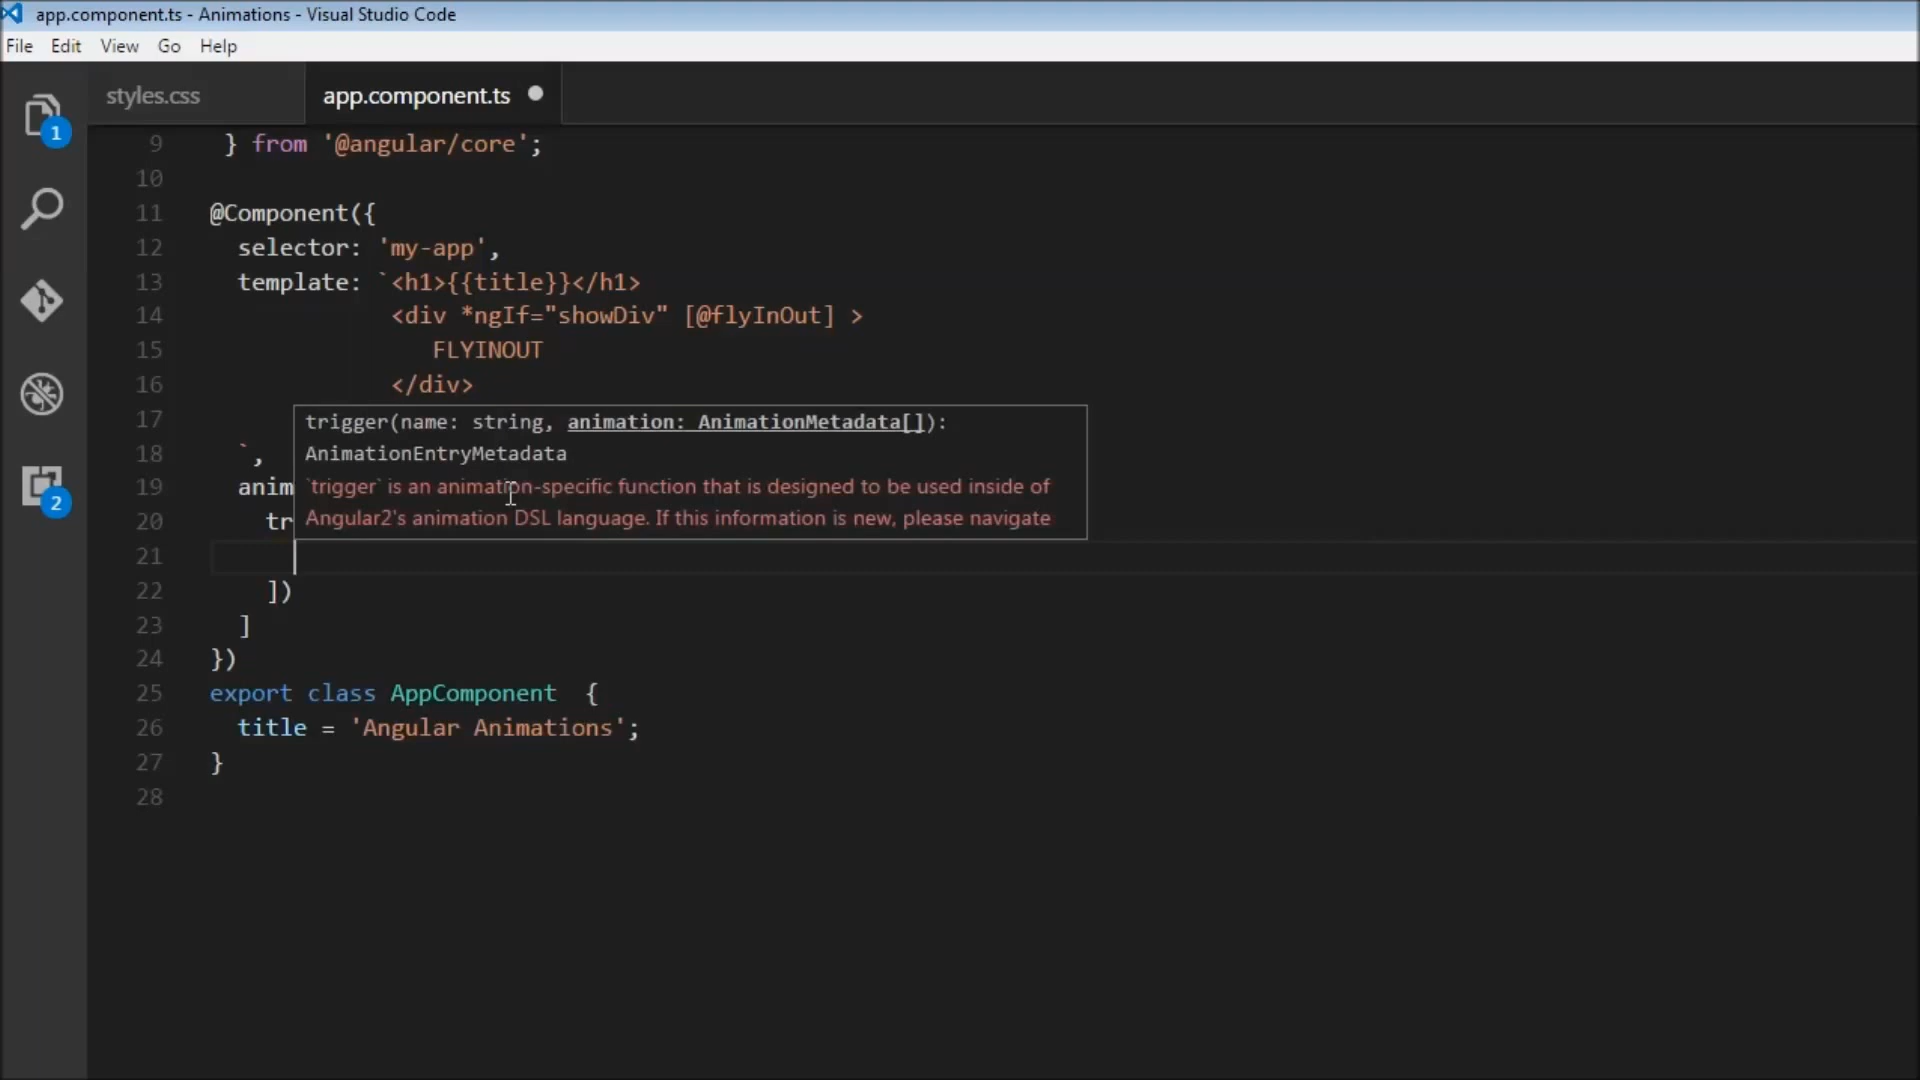 app.component.ts - Animations - Visual Studio Code
File Edit View Go Help
styles.css app.component.ts
1
2
9 } from '@angular/core';
10
11 @Component({
12 selector: 'my-app',
13 template: `<h1>{{title}}</h1>
14 <div *ngIf="showDiv" [@flyInOut] >
15 FLYINOUT
16 </div>
17
18 `,
19 anim
20 tr
trigger(name: string, animation: AnimationMetadata[]):
AnimationEntryMetadata
`trigger` is an animation-specific function that is designed to be used inside of
Angular2's animation DSL language. If this information is new, please navigate
21
22 ])
23 ]
24 })
25 export class AppComponent {
26 title = 'Angular Animations';
27 }
28